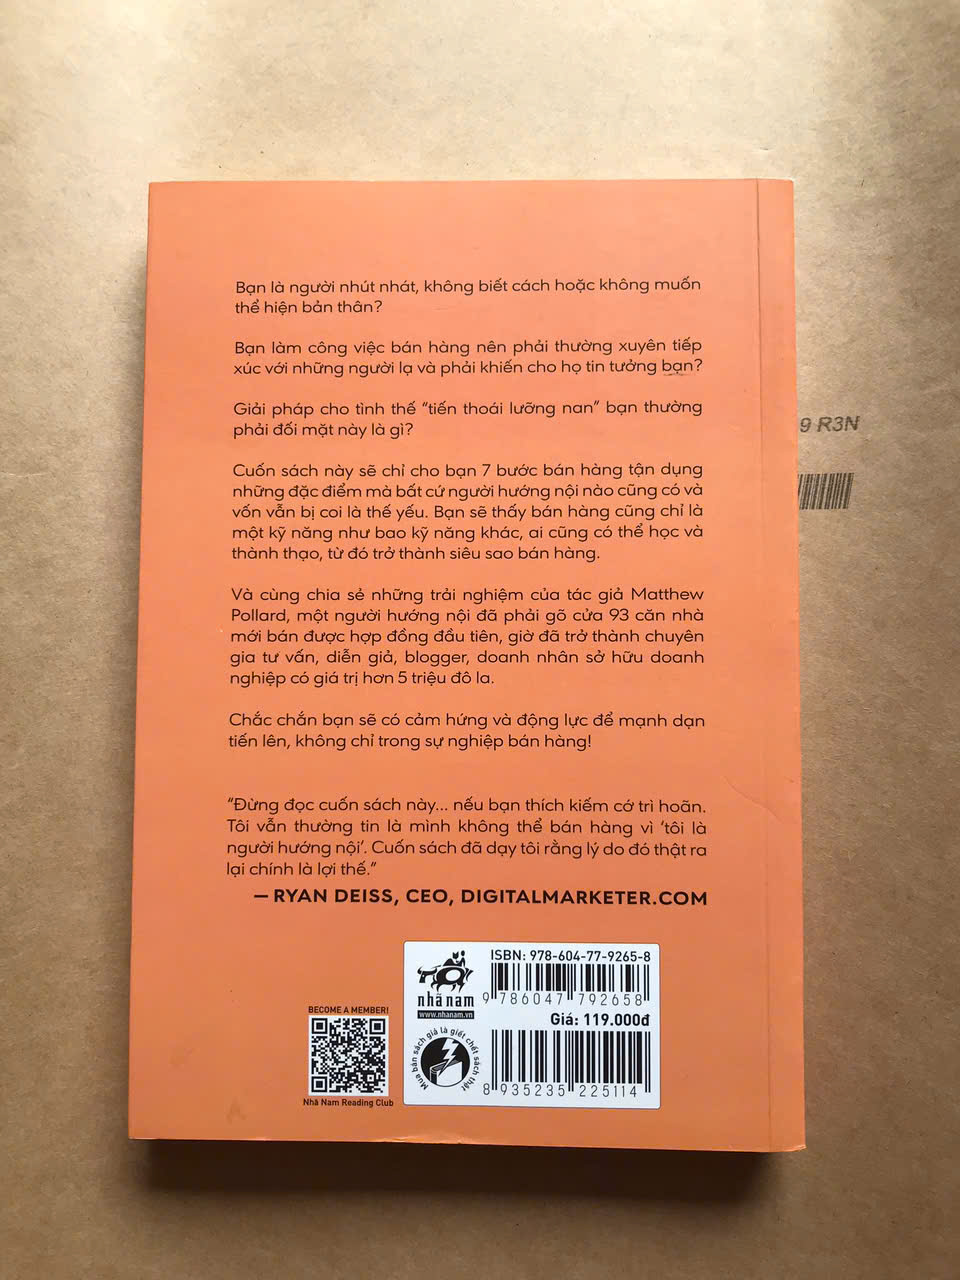 Bạn là người nhút nhát, không biết cách hoặc không muốn
thể hiện bản thân?
Bạn làm công việc bán hàng nên phải thường xuyên tiếp
xúc với những người lạ và phải khiến cho họ tin tưởng bạn?
Giải pháp cho tình thế “tiến thoái lưỡng nan” bạn thường
phải đối mặt này là gì?
Cuốn sách này sẽ chỉ cho bạn 7 bước bán hàng tận dụng
những đặc điểm mà bất cứ người hướng nội nào cũng có và
vốn vẫn bị coi là thế yếu. Bạn sẽ thấy bán hàng cũng chỉ là
một kỹ năng như bao kỹ năng khác, ai cũng có thể học và
thành thạo, từ đó trở thành siêu sao bán hàng.
Và cùng chia sẻ những trải nghiệm của tác giả Matthew
Pollard, một người hướng nội đã phải gõ cửa 93 căn nhà
mới bán được hợp đồng đầu tiên, giờ đã trở thành chuyên
gia tư vấn, diễn giả, blogger, doanh nhân sở hữu doanh
nghiệp có giá trị hơn 5 triệu đô la.
Chắc chắn bạn sẽ có cảm hứng và động lực để mạnh dạn
tiến lên, không chỉ trong sự nghiệp bán hàng!
“Đừng đọc cuốn sách này... nếu bạn thích kiếm cớ trì hoãn.
Tôi vẫn thường tin là mình không thể bán hàng vì ‘tôi là
người hướng nội’. Cuốn sách đã dạy tôi rằng lý do đó thật ra
lại chính là lợi thế.”
— RYAN DEISS, CEO, DIGITALMARKETER.COM
9 R3N
BECOME A MEMBER!
Nhã Nam Reading Club
nhã nam
www.nhanam.vn
Mua bán sách giả là giết chết sách thật
ISBN: 978-604-77-9265-8
9 786047 792658
Giá: 119.000đ
8 935235 225114